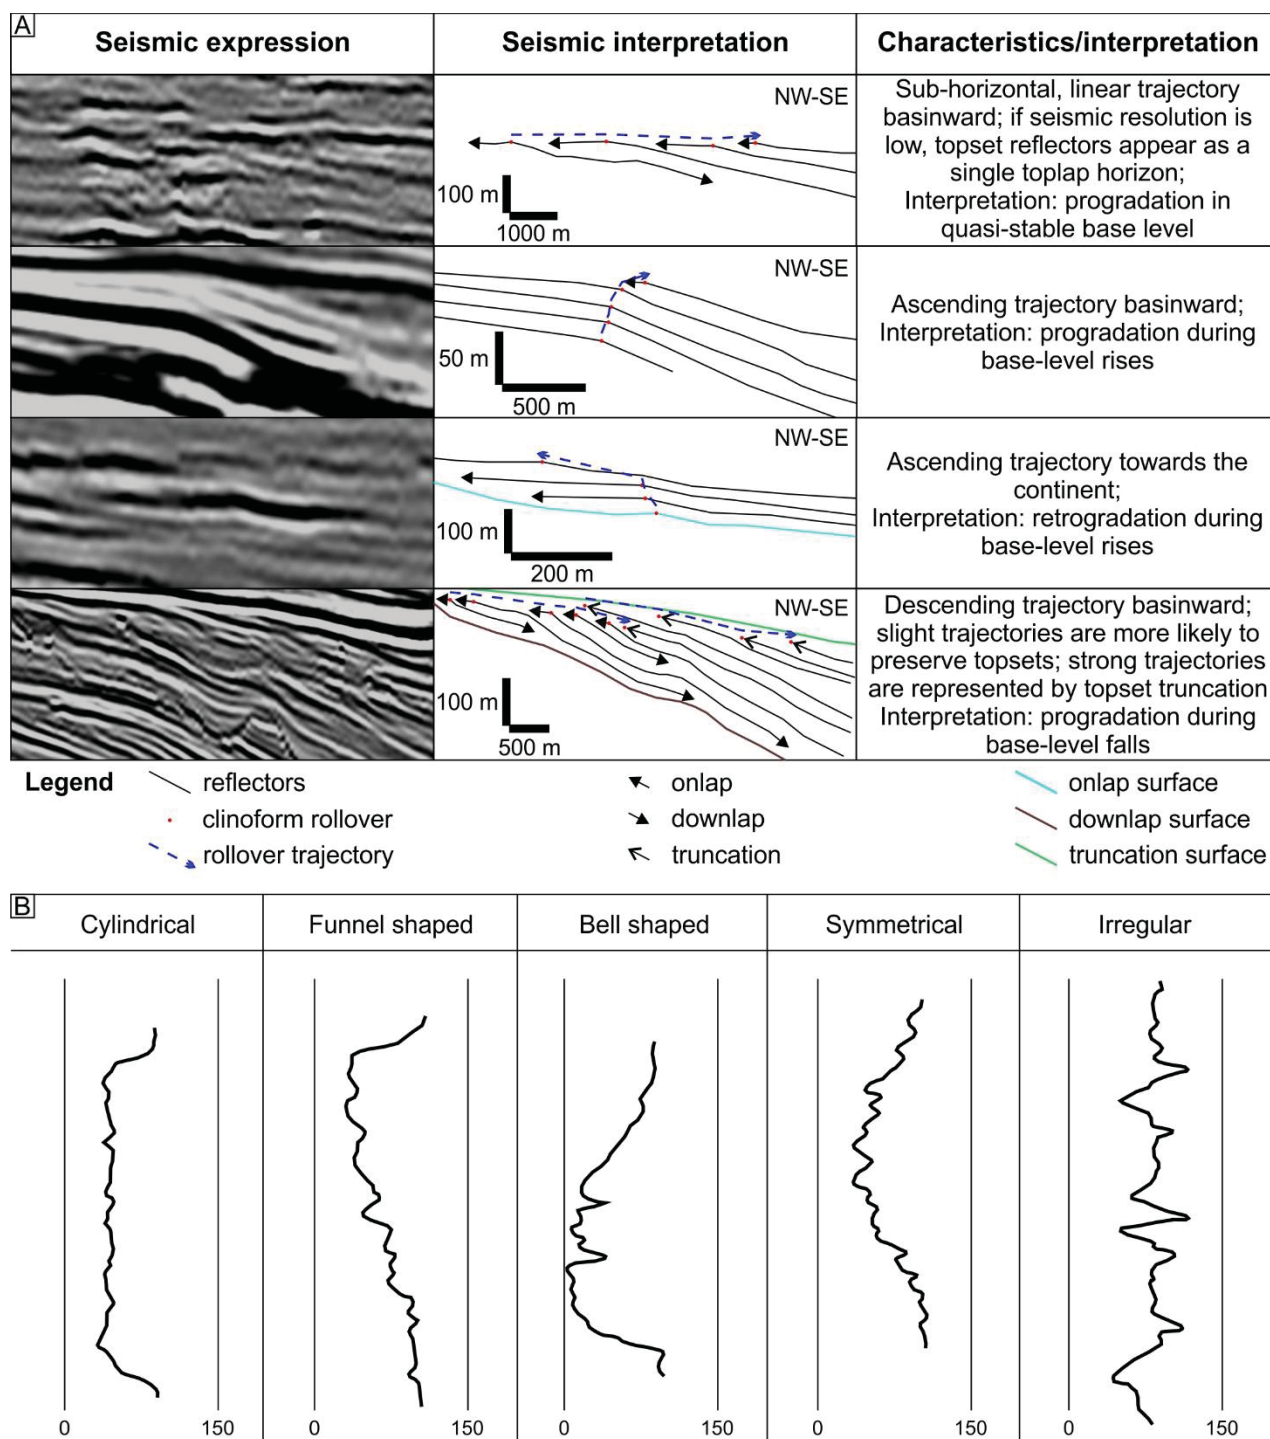 A
Seismic expression
Seismic interpretation
Characteristics/interpretation
NW-SE
100 m
1000 m
Sub-horizontal, linear trajectory
basinward; if seismic resolution is
low, topset reflectors appear as a
single toplap horizon;
Interpretation: progradation in
quasi-stable base level
NW-SE
50 m
500 m
Ascending trajectory basinward;
Interpretation: progradation during
base-level rises
NW-SE
100 m
200 m
Ascending trajectory towards the
continent;
Interpretation: retrogradation during
base-level rises
NW-SE
100 m
500 m
Descending trajectory basinward;
slight trajectories are more likely to
preserve topsets; strong trajectories
are represented by topset truncation
Interpretation: progradation during
base-level falls
Legend
reflectors
onlap
onlap surface
clinoform rollover
downlap
downlap surface
rollover trajectory
truncation
truncation surface
B
Cylindrical
Funnel shaped
Bell shaped
Symmetrical
Irregular
0
150
0
150
0
150
0
150
0
150